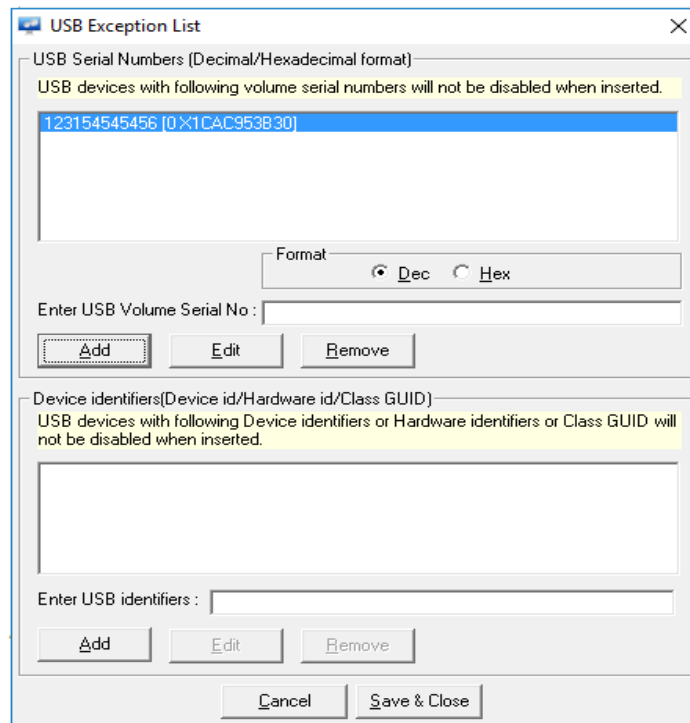 USB Exception List
USB Serial Numbers (Decimal/Hexadecimal format)
USB devices with following volume serial numbers will not be disabled when inserted.
123154545456 [0X1CAC953B30]
Format
Dec Hex
Enter USB Volume Serial No :
Add Edit Remove
Device identifiers(Device id/Hardware id/Class GUID)
USB devices with following Device identifiers or Hardware identifiers or Class GUID will
not be disabled when inserted.
Enter USB identifiers :
Add Edit Remove
Cancel Save & Close